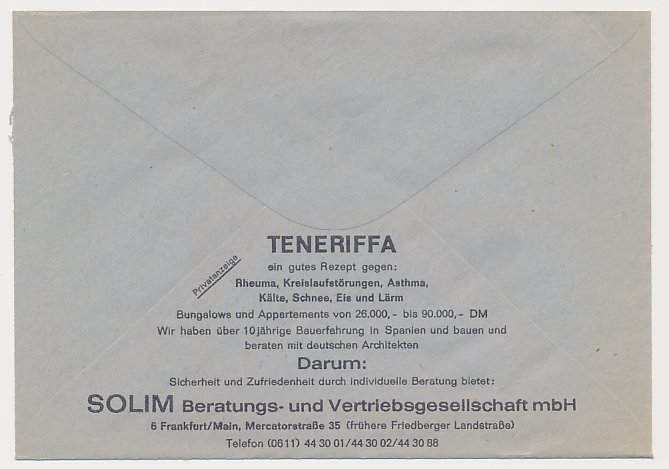 TENERIFFA
ein gutes Rezept gegen:
Privatanzeige
Rheuma, Kreislaufstörungen, Asthma,
Kälte, Schnee, Eis und Lärm
Bungalows und Appartements von 26.000,- bis 90.000,- DM
Wir haben über 10jährige Bauerfahrung in Spanien und bauen und
beraten mit deutschen Architekten
Darum:
Sicherheit und Zufriedenheit durch individuelle Beratung bietet:
SOLIM Beratungs- und Vertriebsgesellschaft mbH
6 Frankfurt/Main, Mercatorstraße 35 (frühere Friedberger Landstraße)
Telefon (0611) 44 30 01/44 30 02/44 30 88